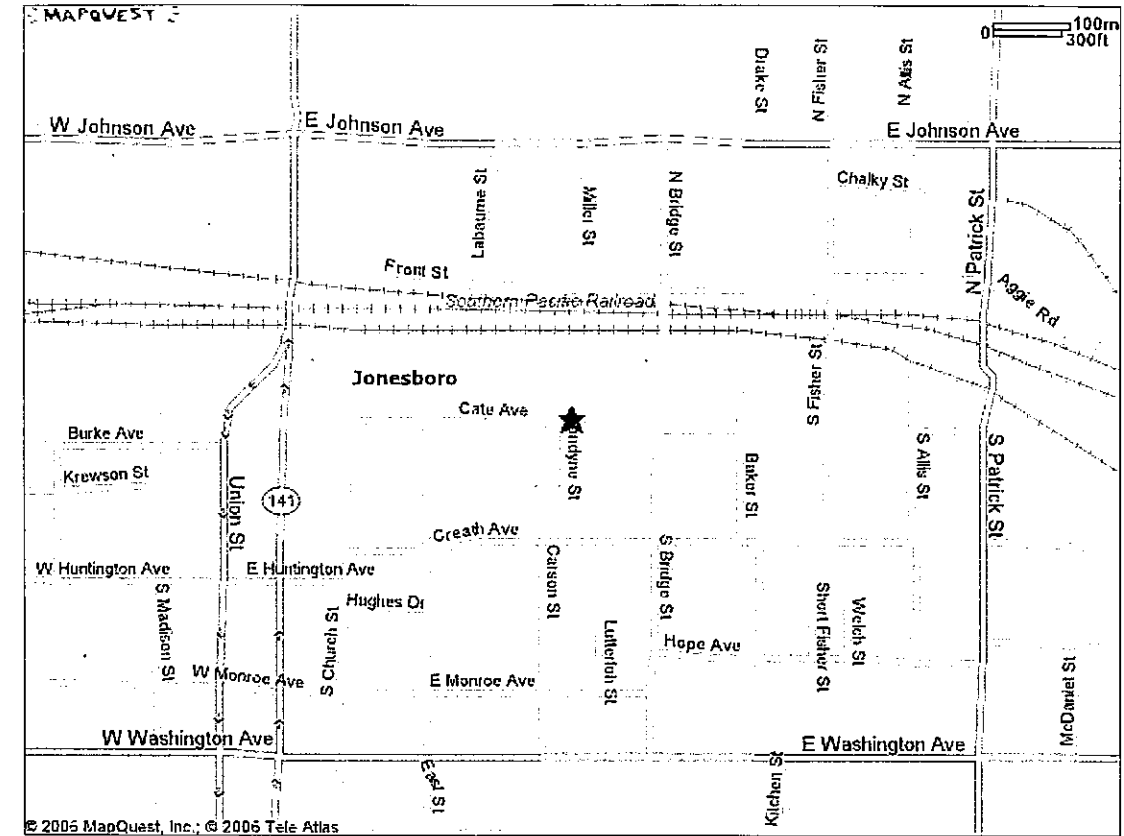 MAPQUEST
0 100m
300ft
Drake St
N Fisher St
N Allis St
W Johnson Ave
E Johnson Ave
E Johnson Ave
Labaume St
Miller St
N Bridge St
Chalky St
N Patrick St
Front St
Southern Pacific Railroad
Aggie Rd
Jonesboro
S Fisher St
Cate Ave
Burke Ave
Krewson St
Union St
141
Baker St
S Allis St
S Patrick St
Creath Ave
W Huntington Ave
E Huntington Ave
Carson St
S Bridge St
S Madison St
Hughes Dr
S Church St
Short Fisher St
Welch St
Hope Ave
W Monroe Ave
E Monroe Ave
McDaniel St
W Washington Ave
E Washington Ave
East St
S Kitchen
© 2006 MapQuest, Inc.; © 2006 Tele Atlas